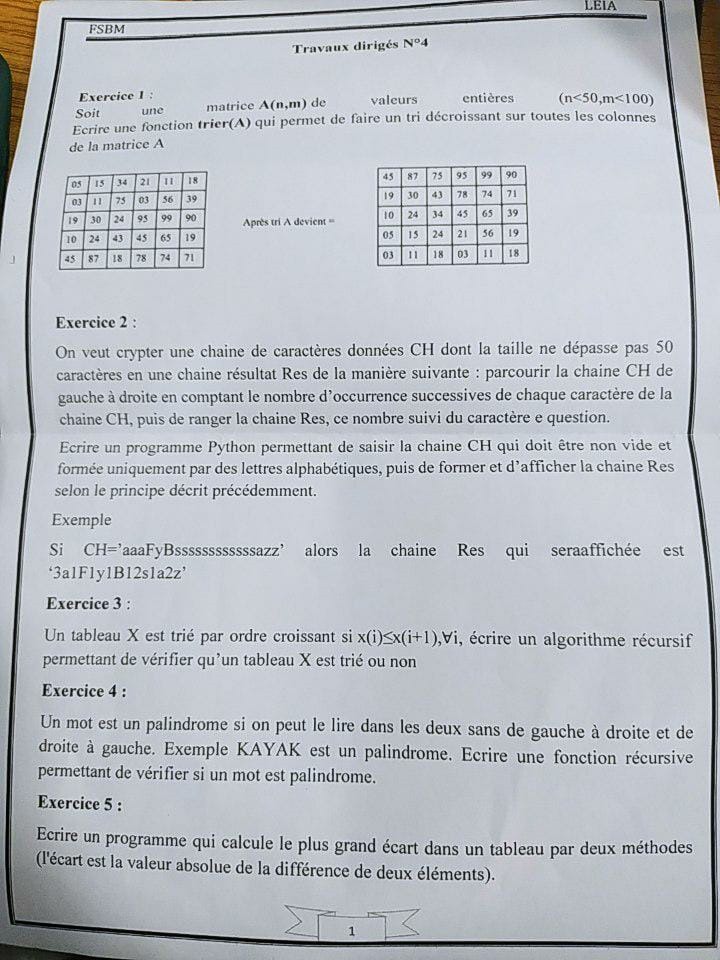 FSBM
LEIA
Travaux dirigés N°4
Exercice 1 :
Soit une matrice A(n,m) de valeurs entières (n<50,m<100)
Ecrire une fonction trier(A) qui permet de faire un tri décroissant sur toutes les colonnes
de la matrice A
05 15 34 21 11 18
03 11 75 03 56 39
19 30 24 95 99 90
10 24 43 45 65 19
45 87 18 78 74 71
Après tri A devient =
45 87 75 95 99 90
19 30 43 78 74 71
10 24 34 45 65 39
05 15 24 21 56 19
03 11 18 03 11 18
Exercice 2 :
On veut crypter une chaine de caractères données CH dont la taille ne dépasse pas 50
caractères en une chaine résultat Res de la manière suivante : parcourir la chaine CH de
gauche à droite en comptant le nombre d'occurrence successives de chaque caractère de la
chaine CH, puis de ranger la chaine Res, ce nombre suivi du caractère e question.
Ecrire un programme Python permettant de saisir la chaine CH qui doit être non vide et
formée uniquement par des lettres alphabétiques, puis de former et d'afficher la chaine Res
selon le principe décrit précédemment.
Exemple
Si CH='aaaFyBssssssssssssazz' alors la chaine Res qui seraaffichée est
'3a1F1y1B12s1a2z'
Exercice 3 :
Un tableau X est trié par ordre croissant si x(i)≤x(i+1),∀i, écrire un algorithme récursif
permettant de vérifier qu'un tableau X est trié ou non
Exercice 4 :
Un mot est un palindrome si on peut le lire dans les deux sans de gauche à droite et de
droite à gauche. Exemple KAYAK est un palindrome. Ecrire une fonction récursive
permettant de vérifier si un mot est palindrome.
Exercice 5 :
Ecrire un programme qui calcule le plus grand écart dans un tableau par deux méthodes
(l'écart est la valeur absolue de la différence de deux éléments).
1